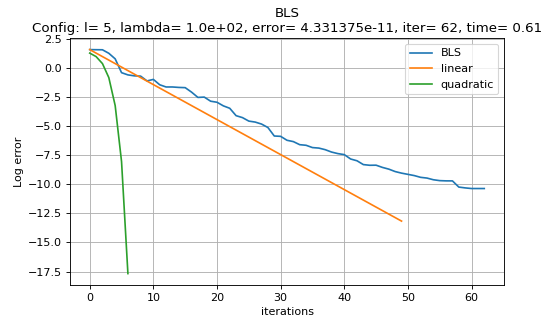 BLS
Config: l= 5, lambda= 1.0e+02, error= 4.331375e-11, iter= 62, time= 0.61
2.5
0.0
−2.5
−5.0
−7.5
−10.0
−12.5
−15.0
−17.5
Log error
BLS
linear
quadratic
0 10 20 30 40 50 60
iterations